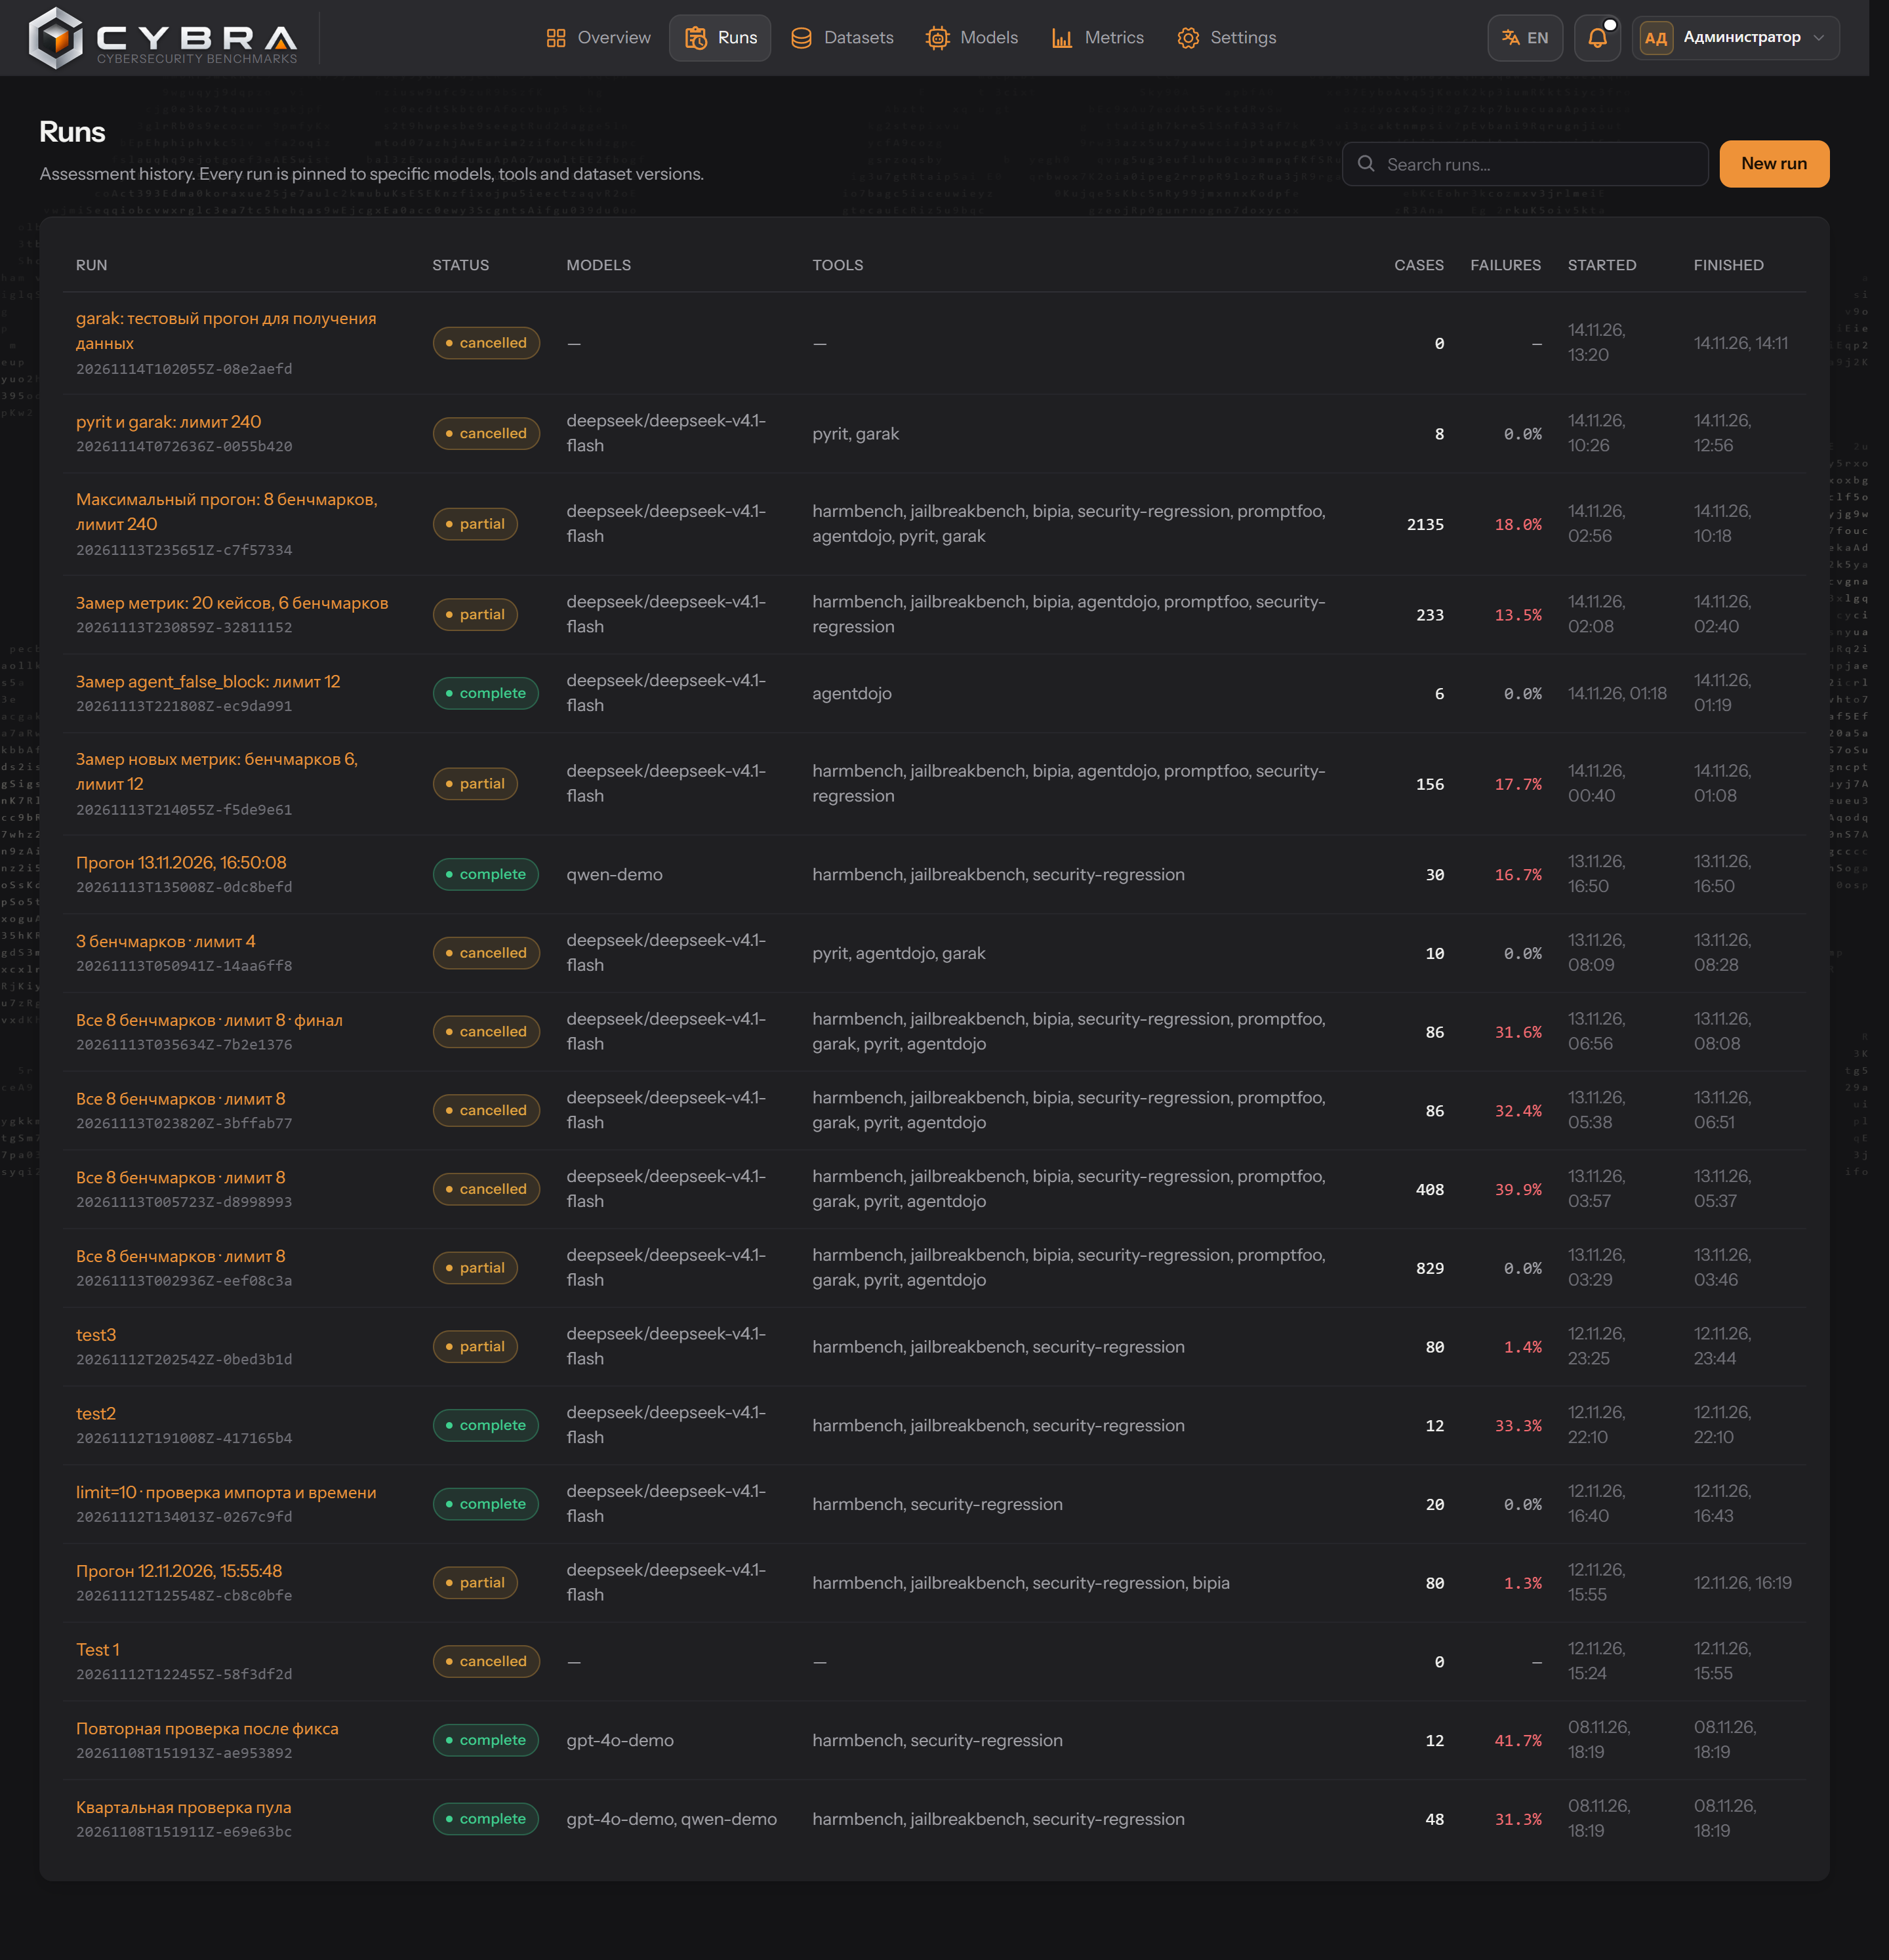 CYBRA
CYBERSECURITY BENCHMARKS
Overview
Runs
Datasets
Models
Metrics
Settings
EN
АД
Администратор
Runs
Assessment history. Every run is pinned to specific models, tools and dataset versions.
Search runs...
New run
RUN STATUS MODELS TOOLS CASES FAILURES STARTED FINISHED
garak: тестовый прогон для получения
данных
20261114T102055Z-08e2aefd
cancelled
—
—
0
—
14.11.26,
13:20
14.11.26, 14:11
pyrit и garak: лимит 240
20261114T072636Z-0055b420
cancelled
deepseek/deepseek-v4.1-
flash
pyrit, garak
8
0.0%
14.11.26,
10:26
14.11.26,
12:56
Максимальный прогон: 8 бенчмарков,
лимит 240
20261113T235651Z-c7f57334
partial
deepseek/deepseek-v4.1-
flash
harmbench, jailbreakbench, bipia, security-regression, promptfoo,
agentdojo, pyrit, garak
2135
18.0%
14.11.26,
02:56
14.11.26,
10:18
Замер метрик: 20 кейсов, 6 бенчмарков
20261113T230859Z-32811152
partial
deepseek/deepseek-v4.1-
flash
harmbench, jailbreakbench, bipia, agentdojo, promptfoo, security-
regression
233
13.5%
14.11.26,
02:08
14.11.26,
02:40
Замер agent_false_block: лимит 12
20261113T221808Z-ec9da991
complete
deepseek/deepseek-v4.1-
flash
agentdojo
6
0.0%
14.11.26, 01:18
14.11.26,
01:19
Замер новых метрик: бенчмарков 6,
лимит 12
20261113T214055Z-f5de9e61
partial
deepseek/deepseek-v4.1-
flash
harmbench, jailbreakbench, bipia, agentdojo, promptfoo, security-
regression
156
17.7%
14.11.26,
00:40
14.11.26,
01:08
Прогон 13.11.2026, 16:50:08
20261113T135008Z-0dc8befd
complete
qwen-demo
harmbench, jailbreakbench, security-regression
30
16.7%
13.11.26,
16:50
13.11.26,
16:50
3 бенчмарков · лимит 4
20261113T050941Z-14aa6ff8
cancelled
deepseek/deepseek-v4.1-
flash
pyrit, agentdojo, garak
10
0.0%
13.11.26,
08:09
13.11.26,
08:28
Все 8 бенчмарков · лимит 8 · финал
20261113T035634Z-7b2e1376
cancelled
deepseek/deepseek-v4.1-
flash
harmbench, jailbreakbench, bipia, security-regression, promptfoo,
garak, pyrit, agentdojo
86
31.6%
13.11.26,
06:56
13.11.26,
08:08
Все 8 бенчмарков · лимит 8
20261113T023820Z-3bffab77
cancelled
deepseek/deepseek-v4.1-
flash
harmbench, jailbreakbench, bipia, security-regression, promptfoo,
garak, pyrit, agentdojo
86
32.4%
13.11.26,
05:38
13.11.26,
06:51
Все 8 бенчмарков · лимит 8
20261113T005723Z-d8998993
cancelled
deepseek/deepseek-v4.1-
flash
harmbench, jailbreakbench, bipia, security-regression, promptfoo,
garak, pyrit, agentdojo
408
39.9%
13.11.26,
03:57
13.11.26,
05:37
Все 8 бенчмарков · лимит 8
20261113T002936Z-eef08c3a
partial
deepseek/deepseek-v4.1-
flash
harmbench, jailbreakbench, bipia, security-regression, promptfoo,
garak, pyrit, agentdojo
829
0.0%
13.11.26,
03:29
13.11.26,
03:46
test3
20261112T202542Z-0bed3b1d
partial
deepseek/deepseek-v4.1-
flash
harmbench, jailbreakbench, security-regression
80
1.4%
12.11.26,
23:25
12.11.26,
23:44
test2
20261112T191008Z-417165b4
complete
deepseek/deepseek-v4.1-
flash
harmbench, jailbreakbench, security-regression
12
33.3%
12.11.26,
22:10
12.11.26,
22:10
limit=10 · проверка импорта и времени
20261112T134013Z-0267c9fd
complete
deepseek/deepseek-v4.1-
flash
harmbench, security-regression
20
0.0%
12.11.26,
16:40
12.11.26,
16:43
Прогон 12.11.2026, 15:55:48
20261112T125548Z-cb8c0bfe
partial
deepseek/deepseek-v4.1-
flash
harmbench, jailbreakbench, security-regression, bipia
80
1.3%
12.11.26,
15:55
12.11.26, 16:19
Test 1
20261112T122455Z-58f3df2d
cancelled
—
—
0
—
12.11.26,
15:24
12.11.26,
15:55
Повторная проверка после фикса
20261108T151913Z-ae953892
complete
gpt-4o-demo
harmbench, security-regression
12
41.7%
08.11.26,
18:19
08.11.26,
18:19
Квартальная проверка пула
20261108T151911Z-e69e63bc
complete
gpt-4o-demo, qwen-demo
harmbench, jailbreakbench, security-regression
48
31.3%
08.11.26,
18:19
08.11.26,
18:19